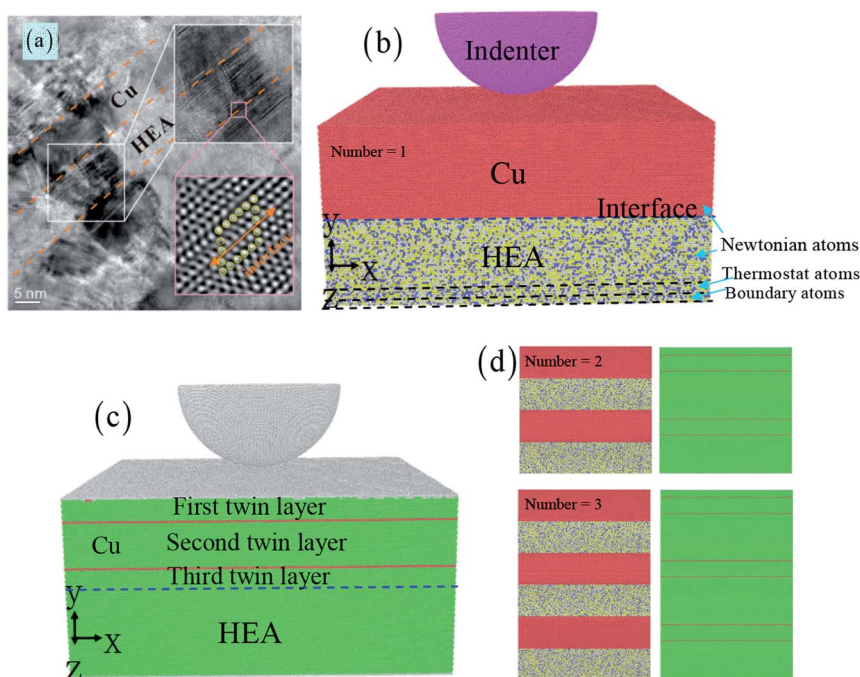 (a)
Cu
HEA
5 nm
(b)
Indenter
Number = 1
Cu
Interface
y
x
z
HEA
Newtonian atoms
Thermostat atoms
Boundary atoms
(c)
First twin layer
Cu
Second twin layer
Third twin layer
y
x
z
HEA
(d)
Number = 2
Number = 3